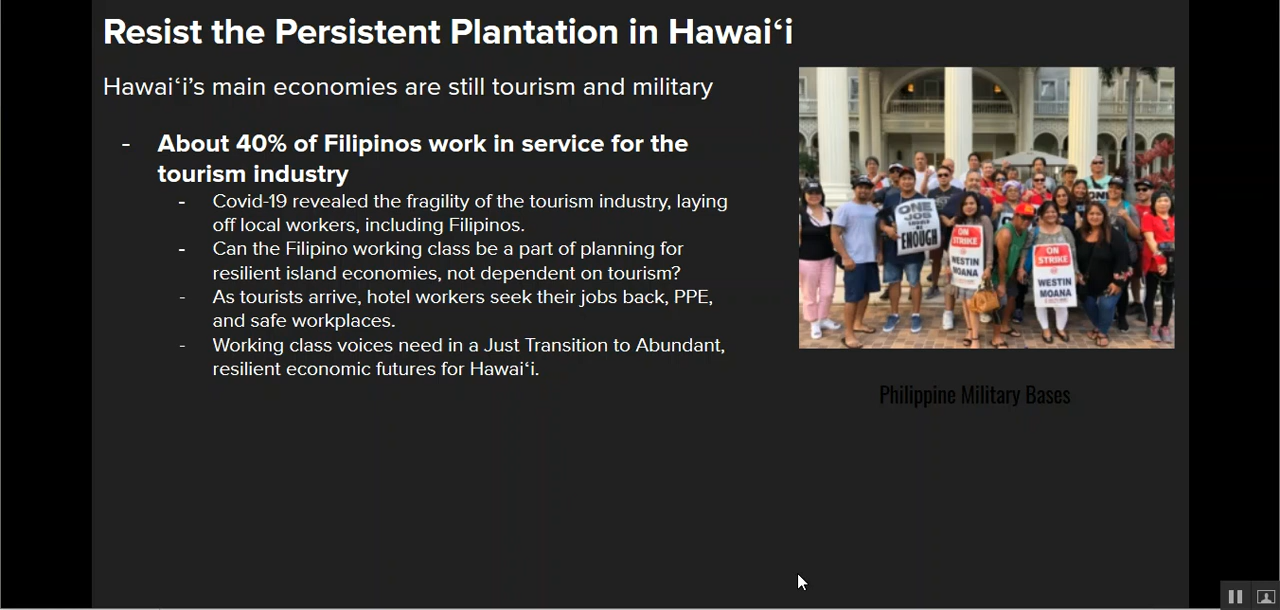 Resist the Persistent Plantation in Hawaiʻi
Hawaiʻi’s main economies are still tourism and military
- About 40% of Filipinos work in service for the
tourism industry
- Covid-19 revealed the fragility of the tourism industry, laying
off local workers, including Filipinos.
- Can the Filipino working class be a part of planning for
resilient island economies, not dependent on tourism?
- As tourists arrive, hotel workers seek their jobs back, PPE,
and safe workplaces.
- Working class voices need in a Just Transition to Abundant,
resilient economic futures for Hawaiʻi.
ONE
JOB
ENOUGH
ON
STRIKE
WESTIN
MOANA
ON
STRIKE
WESTIN
MOANA
Philippine Military Bases